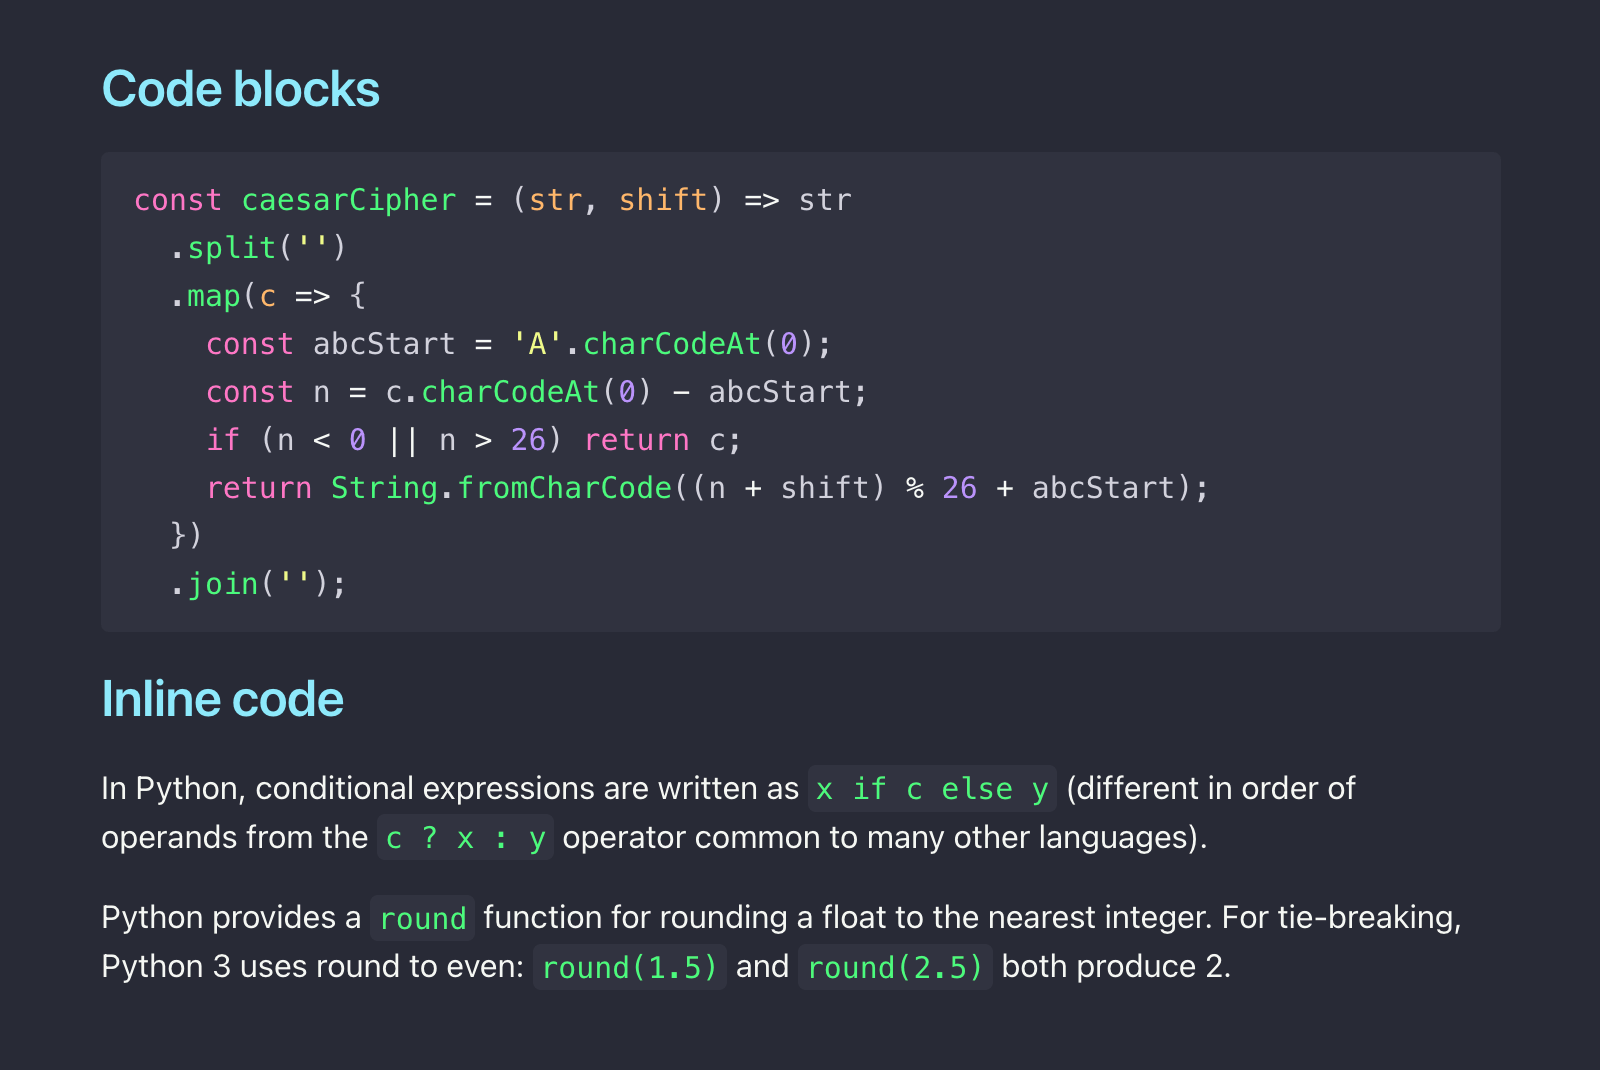 Code blocks
const caesarCipher = (str, shift) => str
  .split('')
  .map(c => {
    const abcStart = 'A'.charCodeAt(0);
    const n = c.charCodeAt(0) - abcStart;
    if (n < 0 || n > 26) return c;
    return String.fromCharCode((n + shift) % 26 + abcStart);
  })
  .join('');
Inline code
In Python, conditional expressions are written as x if c else y (different in order of
operands from the c ? x : y operator common to many other languages).
Python provides a round function for rounding a float to the nearest integer. For tie-breaking,
Python 3 uses round to even: round(1.5) and round(2.5) both produce 2.